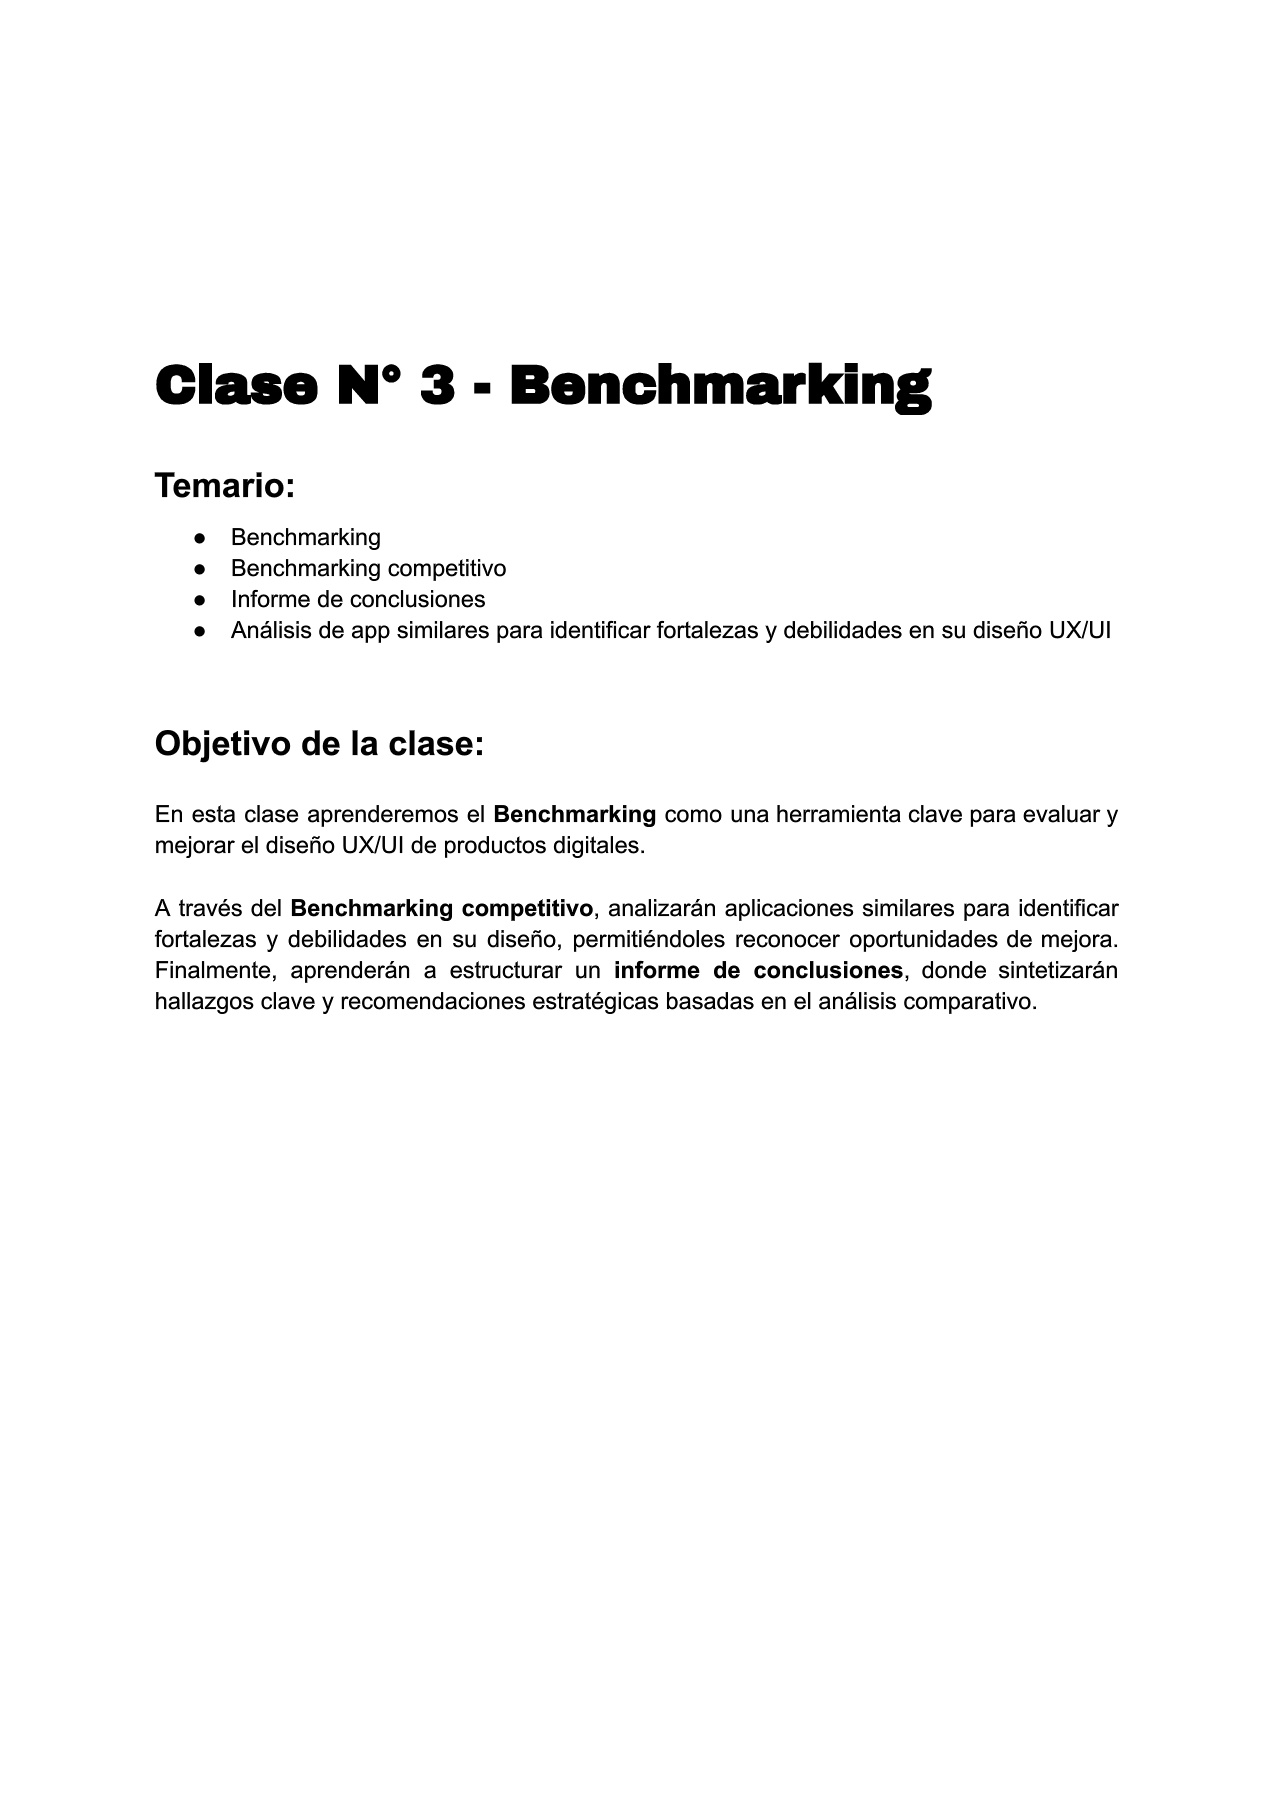 Clase N° 3 - Benchmarking
Temario:
● Benchmarking
● Benchmarking competitivo
● Informe de conclusiones
● Análisis de app similares para identificar fortalezas y debilidades en su diseño UX/UI
Objetivo de la clase:
En esta clase aprenderemos el Benchmarking como una herramienta clave para evaluar y
mejorar el diseño UX/UI de productos digitales.
A través del Benchmarking competitivo, analizarán aplicaciones similares para identificar
fortalezas y debilidades en su diseño, permitiéndoles reconocer oportunidades de mejora.
Finalmente, aprenderán a estructurar un informe de conclusiones, donde sintetizarán
hallazgos clave y recomendaciones estratégicas basadas en el análisis comparativo.